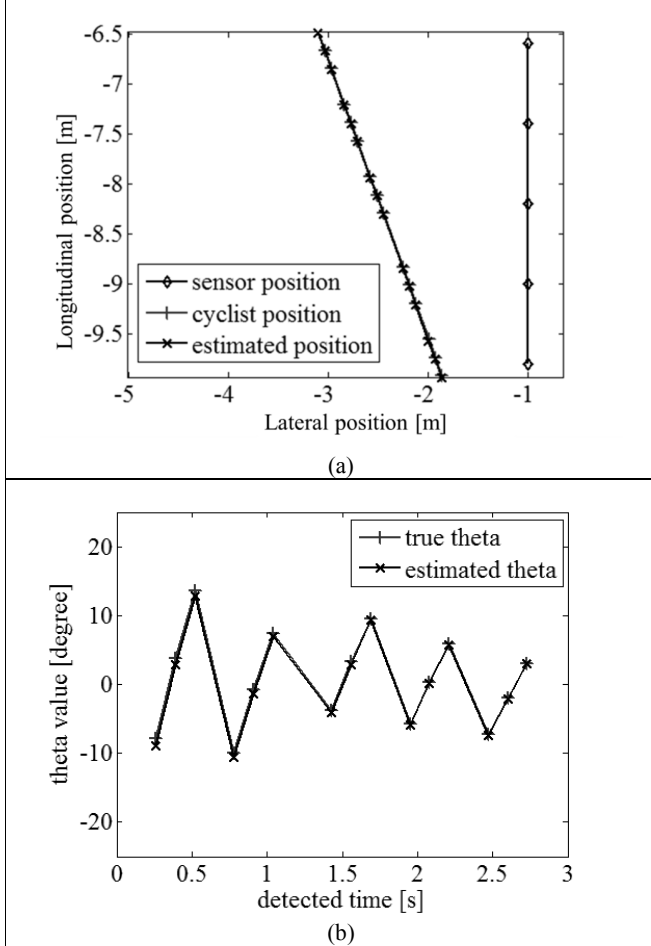 -6.5
-7
-7.5
-8
-8.5
-9
-9.5
Longitudinal position [m]
sensor position
cyclist position
estimated position
-5 -4 -3 -2 -1
Lateral position [m]
(a)
20
10
0
-10
-20
theta value [degree]
true theta
estimated theta
0 0.5 1 1.5 2 2.5 3
detected time [s]
(b)